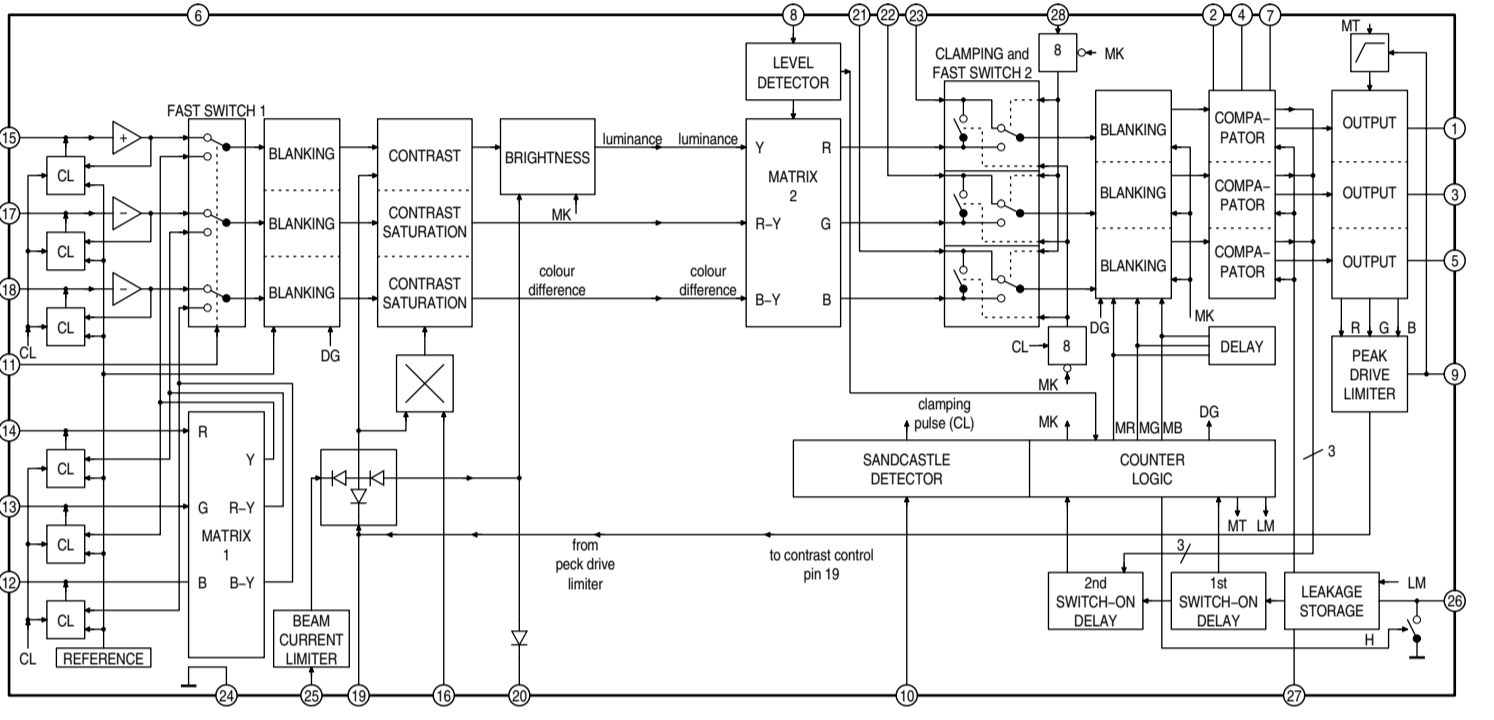 6
8
21
22
23
28
2
4
7
MT
8
MK
LEVEL
DETECTOR
CLAMPING and
FAST SWITCH 2
FAST SWITCH 1
15
+
CL
17
−
CL
18
−
CL
CL
11
BLANKING
BLANKING
BLANKING
DG
CONTRAST
CONTRAST
SATURATION
CONTRAST
SATURATION
BRIGHTNESS
MK
luminance
luminance
colour
difference
colour
difference
Y
R
MATRIX
2
R–Y
G
B–Y
B
BLANKING
BLANKING
BLANKING
DG
MK
COMPA–
PATOR
COMPA–
PATOR
COMPA–
PATOR
OUTPUT
OUTPUT
OUTPUT
1
3
5
R
G
B
CL
8
MK
DELAY
PEAK
DRIVE
LIMITER
9
14
CL
13
CL
12
CL
CL
R
Y
G
R–Y
MATRIX
1
B
B–Y
REFERENCE
clamping
pulse (CL)
MK
MR
MG
MB
DG
SANDCASTLE
DETECTOR
COUNTER
LOGIC
3
MT
LM
from
peck drive
limiter
to contrast control
pin 19
3
2nd
SWITCH–ON
DELAY
1st
SWITCH–ON
DELAY
LEAKAGE
STORAGE
LM
26
H
BEAM
CURRENT
LIMITER
24
25
19
16
20
10
27